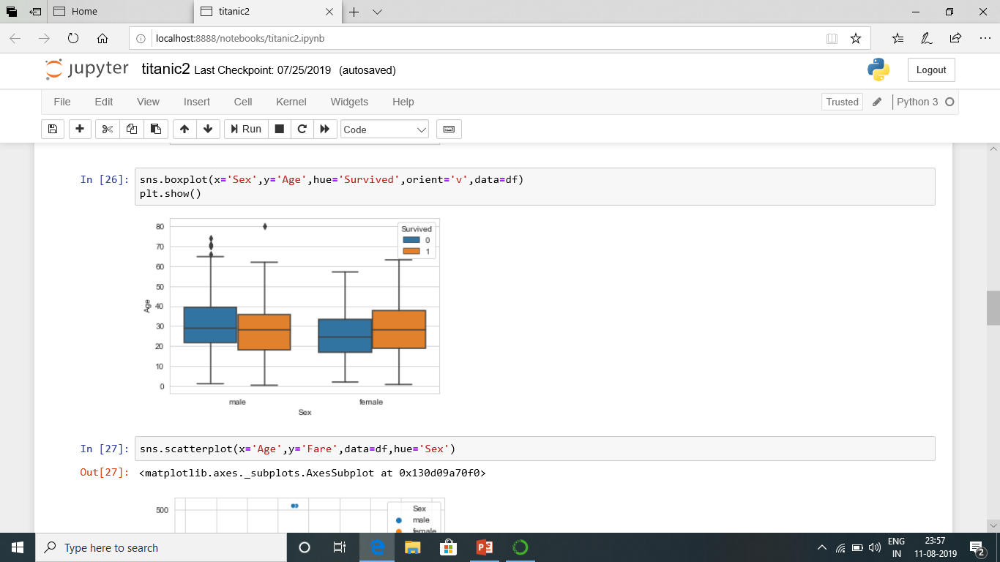 Home
titanic2
localhost:8888/notebooks/titanic2.ipynb
jupyter titanic2 Last Checkpoint: 07/25/2019 (autosaved)
Logout
File Edit View Insert Cell Kernel Widgets Help
Trusted Python 3
Run Code
In [26]: sns.boxplot(x='Sex',y='Age',hue='Survived',orient='v',data=df)
plt.show()
Survived
0
1
80
70
60
50
40
30
20
10
0
Age
male female
Sex
In [27]: sns.scatterplot(x='Age',y='Fare',data=df,hue='Sex')
Out[27]: <matplotlib.axes._subplots.AxesSubplot at 0x130d09a70f0>
500
Sex
male
female
Type here to search
ENG
IN
23:57
11-08-2019
2